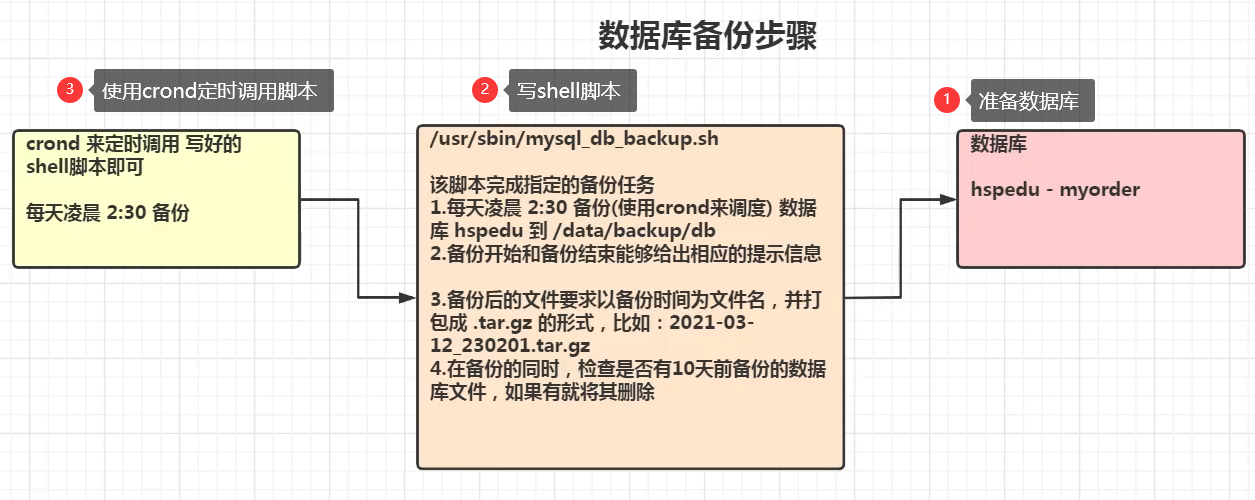 数据库备份步骤
3 使用crond定时调用脚本
crond 来定时调用 写好的
shell脚本即可
每天凌晨 2:30 备份
2 写shell脚本
/usr/sbin/mysql_db_backup.sh
该脚本完成指定的备份任务
1.每天凌晨 2:30 备份(使用crond来调度) 数据
库 hspedu 到 /data/backup/db
2.备份开始和备份结束能够给出相应的提示信息
3.备份后的文件要求以备份时间为文件名，并打
包成 .tar.gz 的形式，比如：2021-03-
12_230201.tar.gz
4.在备份的同时，检查是否有10天前备份的数据
库文件，如果有就将其删除
1 准备数据库
数据库
hspedu - myorder